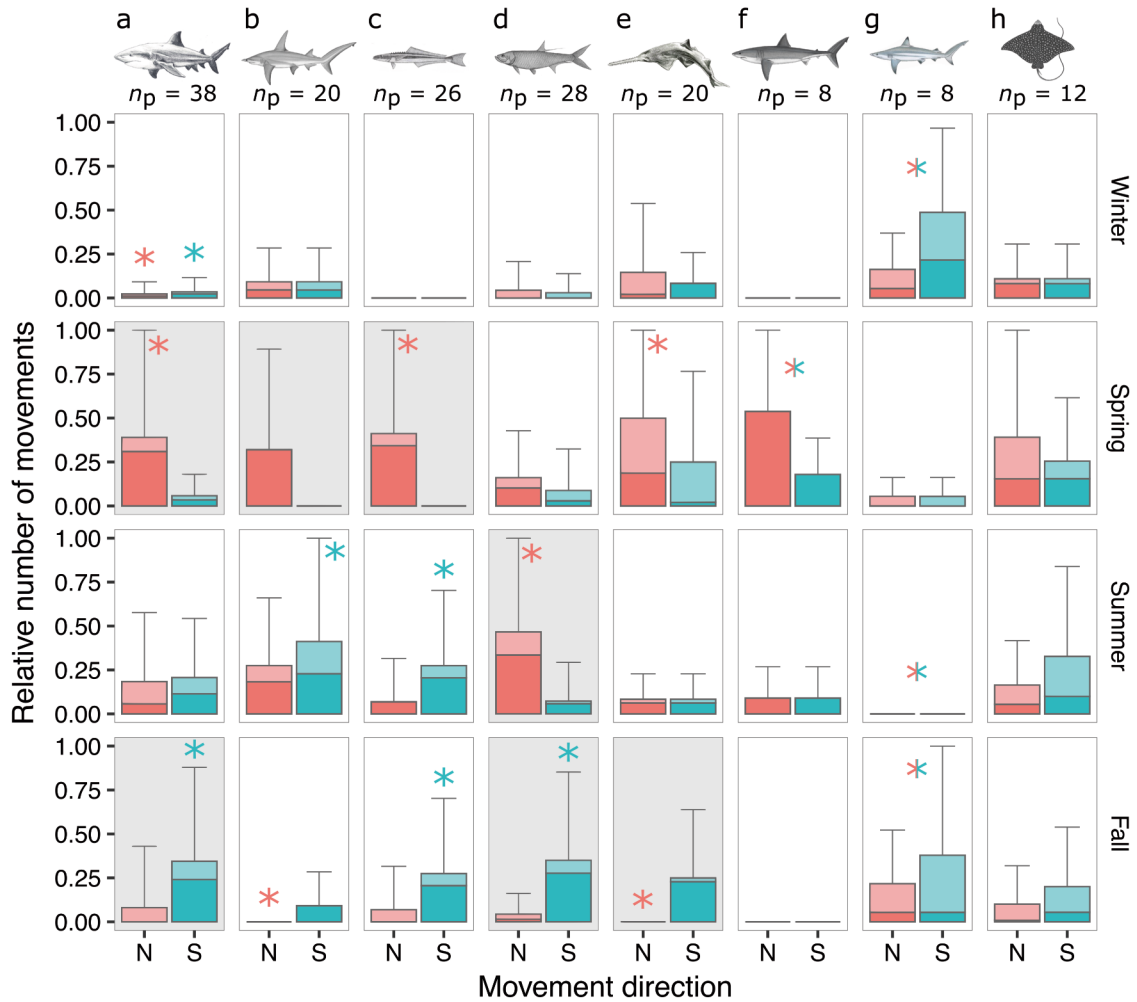 a b c d e f g h
np = 38 np = 20 np = 26 np = 28 np = 20 np = 8 np = 8 np = 12
Relative number of movements
1.00
0.75
0.50
0.25
0.00
Winter
1.00
0.75
0.50
0.25
0.00
Spring
1.00
0.75
0.50
0.25
0.00
Summer
1.00
0.75
0.50
0.25
0.00
Fall
N S N S N S N S N S N S N S N S
Movement direction